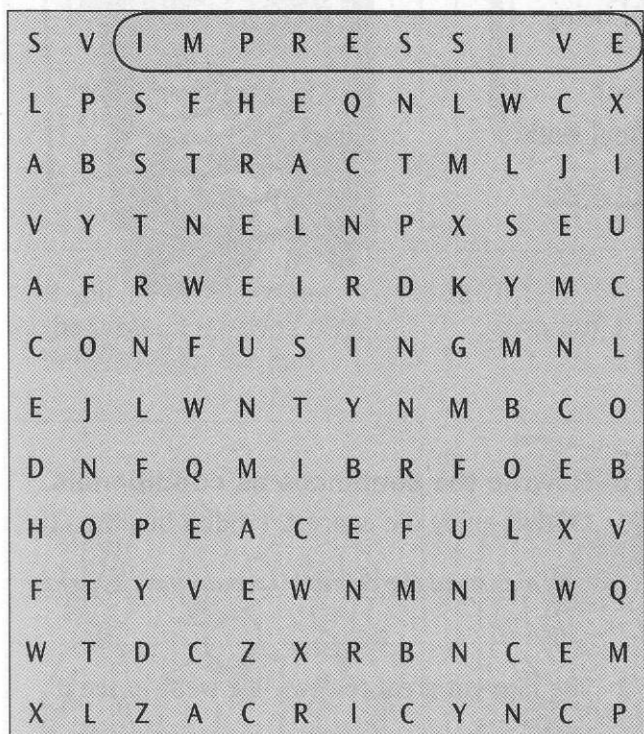 S V I M P R E S S I V E
L P S F H E Q N L W C X
A B S T R A C T M L J I
V Y T N E L N P X S E U
A F R W E I R D K Y M C
C O N F U S I N G M N L
E J L W N T Y N M B C O
D N F Q M I B R F O E B
H O P E A C E F U L X V
F T Y V E W N M N I W Q
W T D C Z X R B N C E M
X L Z A C R I C Y N C P